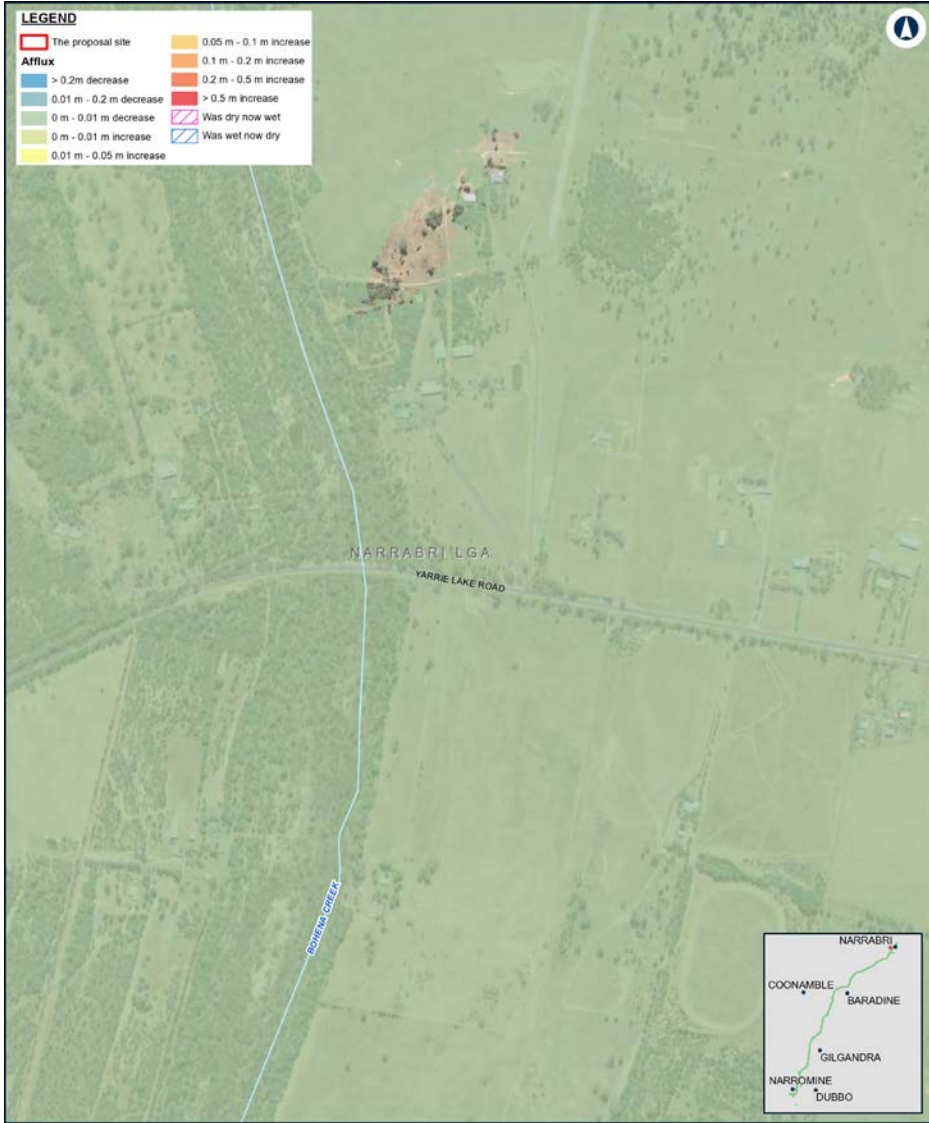 LEGEND
The proposal site
Afflux
> 0.2m decrease
0.01 m - 0.2 m decrease
0 m - 0.01 m decrease
0 m - 0.01 m increase
0.01 m - 0.05 m increase
0.05 m - 0.1 m increase
0.1 m - 0.2 m increase
0.2 m - 0.5 m increase
> 0.5 m increase
Was dry now wet
Was wet now dry
NARRABRI LGA
YARRIE LAKE ROAD
BOHENA CREEK
NARRABRI
COONAMBLE
BARADINE
GILGANDRA
NARROMINE
DUBBO